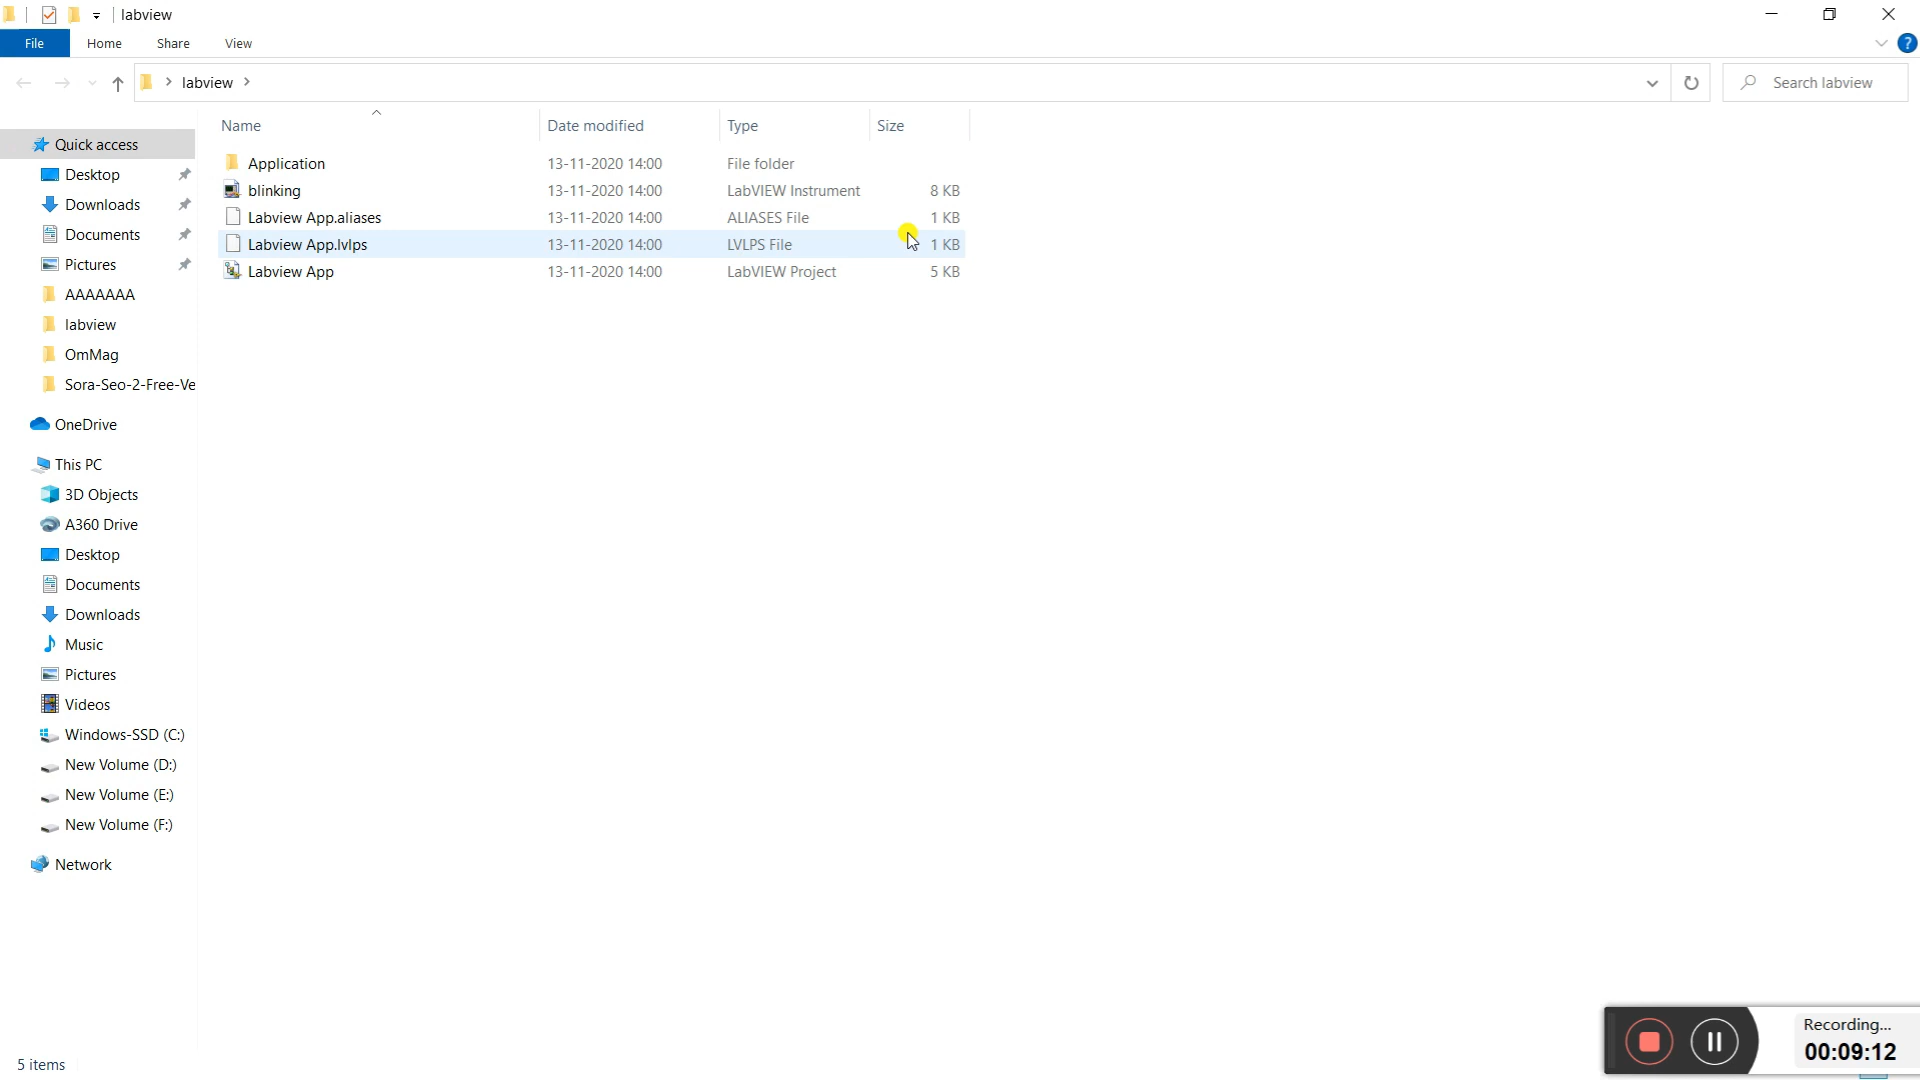 labview
File Home Share View
labview
Search labview
Name Date modified Type Size
Application 13-11-2020 14:00 File folder
blinking 13-11-2020 14:00 LabVIEW Instrument 8 KB
Labview App.aliases 13-11-2020 14:00 ALIASES File 1 KB
Labview App.lvlps 13-11-2020 14:00 LVLPS File 1 KB
Labview App 13-11-2020 14:00 LabVIEW Project 5 KB
Quick access
Desktop
Downloads
Documents
Pictures
AAAAAAA
labview
OmMag
Sora-Seo-2-Free-Ve
OneDrive
This PC
3D Objects
A360 Drive
Desktop
Documents
Downloads
Music
Pictures
Videos
Windows-SSD (C:)
New Volume (D:)
New Volume (E:)
New Volume (F:)
Network
5 items
Recording...
00:09:12